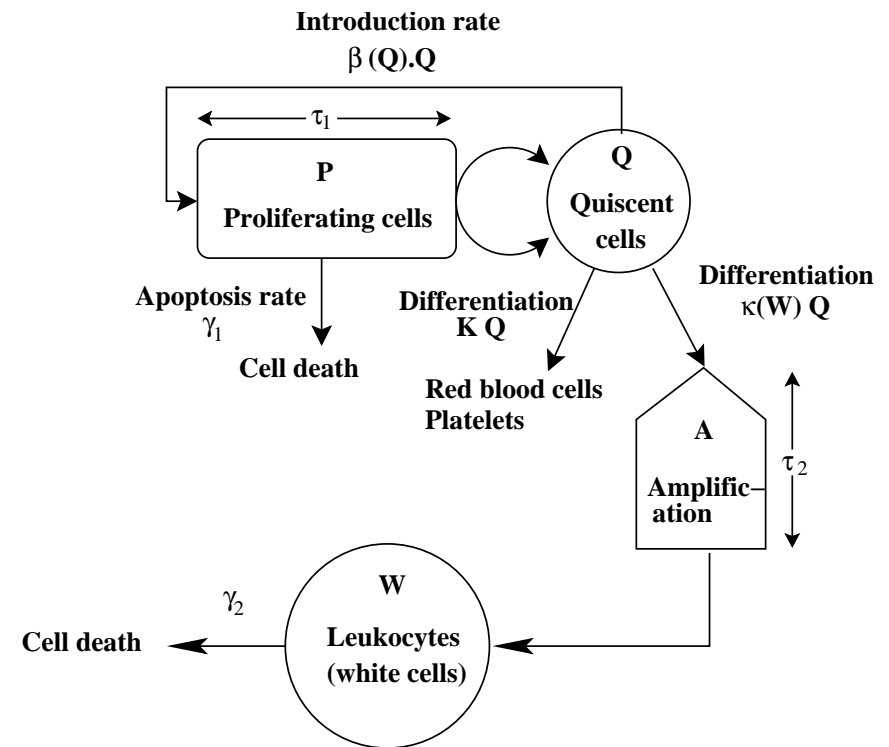 Introduction rate
β (Q).Q
τ1
P
Proliferating cells
Q
Quiscent
cells
Apoptosis rate
γ1
Cell death
Differentiation
K Q
Red blood cells
Platelets
Differentiation
κ(W) Q
A
Amplific-
ation
τ2
W
Leukocytes
(white cells)
γ2
Cell death